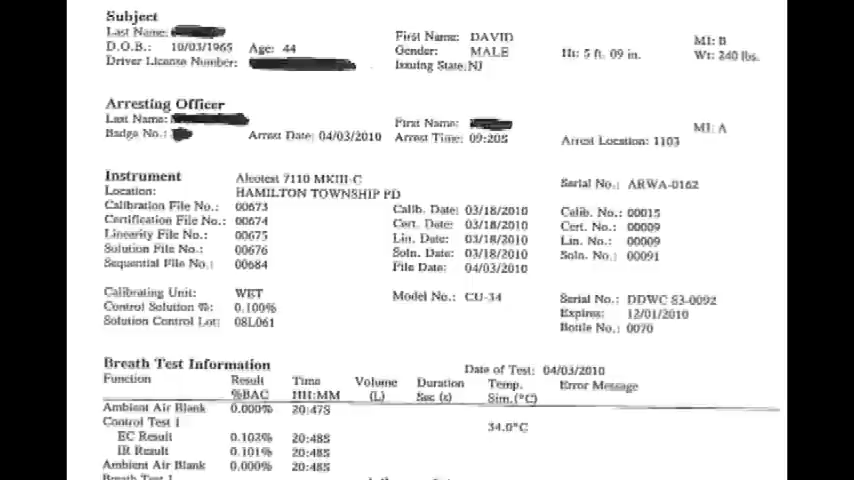 Subject
Last Name:
First Name: DAVID
MI: B
D.O.B.: 10/03/1965 Age: 44
Gender: MALE
Ht: 5 ft. 09 in.
Wt: 240 lbs.
Driver License Number:
Issuing State: NJ
Arresting Officer
Last Name:
First Name:
MI: A
Badge No.:
Arrest Date: 04/03/2010
Arrest Time: 09:20S
Arrest Location: 1103
Instrument Alcotest 7110 MKIII-C
Serial No.: ARWA-0162
Location: HAMILTON TOWNSHIP PD
Calibration File No.: 00673 Calib. Date: 03/18/2010 Calib. No.: 00015
Certification File No.: 00674 Cert. Date: 03/18/2010 Cert. No.: 00009
Linearity File No.: 00675 Lin. Date: 03/18/2010 Lin. No.: 00009
Solution File No.: 00676 Soln. Date: 03/18/2010 Soln. No.: 00091
Sequential File No.: 00684 File Date: 04/03/2010
Calibrating Unit: WET Model No.: CU-34 Serial No.: DDWC S3-0092
Control Solution %: 0.100% Expires: 12/01/2010
Solution Control Lot: 08L061 Bottle No.: 0070
Breath Test Information Date of Test: 04/03/2010
Function Result Time Volume Duration Temp. Error Message
%BAC HH:MM (L) Sec (s) Sim.(°C)
Ambient Air Blank 0.000% 20:47S
Control Test 1 34.0°C
EC Result 0.102% 20:48S
IR Result 0.101% 20:48S
Ambient Air Blank 0.000% 20:48S